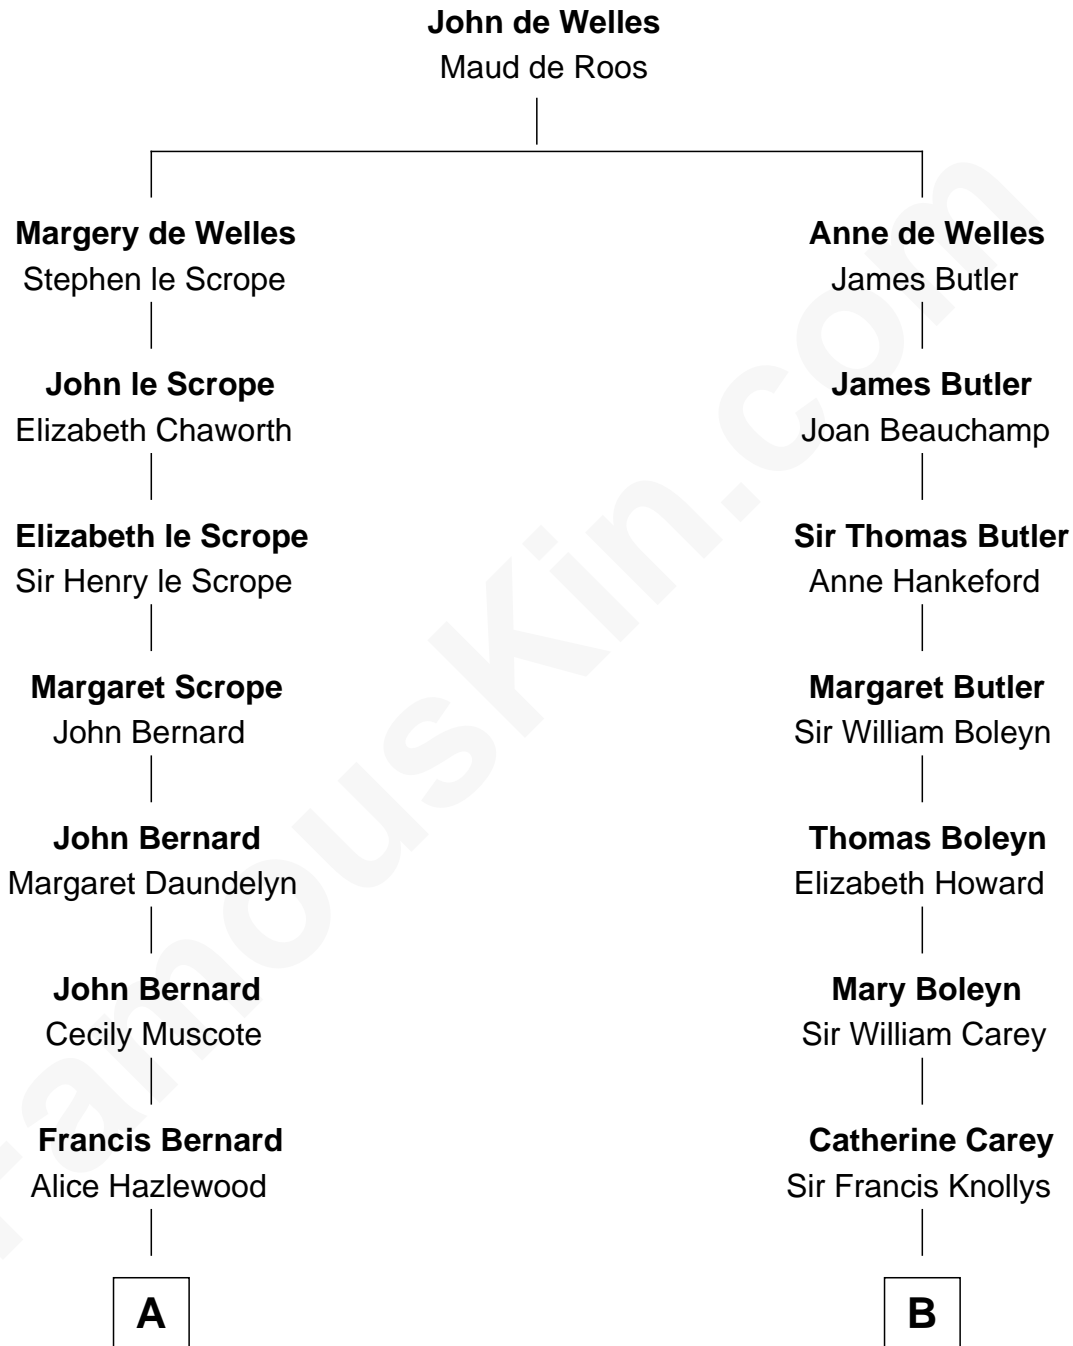 John de Welles
Maud de Roos
Margery de Welles
Stephen le Scrope
John le Scrope
Elizabeth Chaworth
Elizabeth le Scrope
Sir Henry le Scrope
Margaret Scrope
John Bernard
John Bernard
Margaret Daundelyn
John Bernard
Cecily Muscote
Francis Bernard
Alice Hazlewood
A
Anne de Welles
James Butler
James Butler
Joan Beauchamp
Sir Thomas Butler
Anne Hankeford
Margaret Butler
Sir William Boleyn
Thomas Boleyn
Elizabeth Howard
Mary Boleyn
Sir William Carey
Catherine Carey
Sir Francis Knollys
B
FamousKin.com